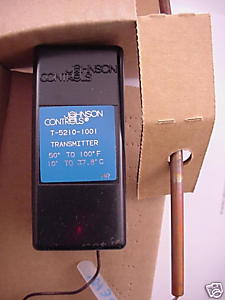 JOHNSON
CONTROLS
JOHNSON
CONTROLS®
T-5210-1001
TRANSMITTER
50° TO 100°F
10° TO 37.8°C